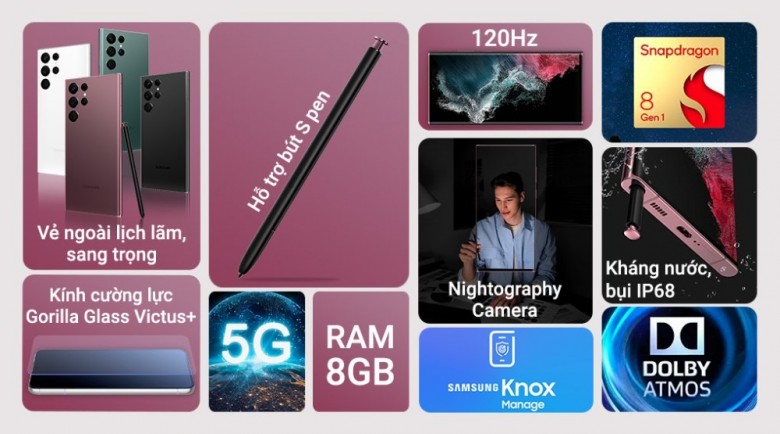 Vẻ ngoài lịch lãm,
sang trọng
Hỗ trợ bút S pen
120Hz
Snapdragon
8
Gen 1
Kính cường lực
Gorilla Glass Victus+
5G
RAM
8GB
Nightography
Camera
SAMSUNG Knox
Manage
Kháng nước,
bụi IP68
DOLBY
ATMOS